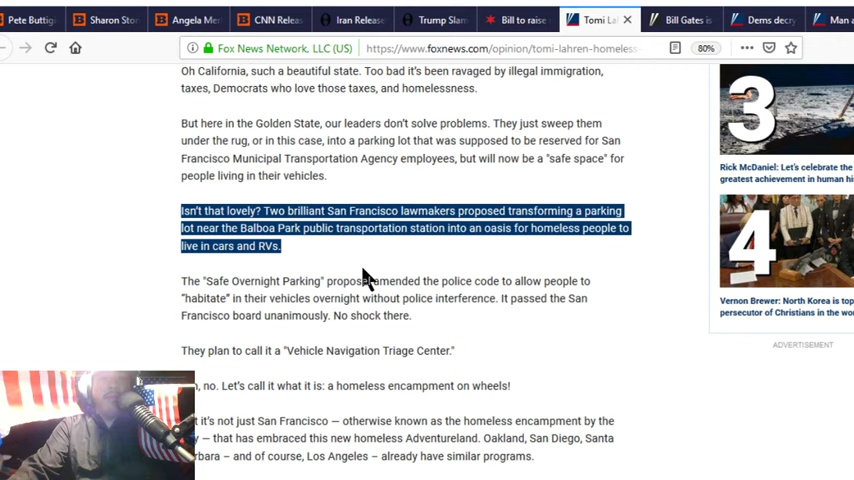 Pete Buttig
Sharon Stor
Angela Mer
CNN Relea
Iran Release
Trump Slam
Bill to raise
Tomi La
Bill Gates is
Dems decry
Man a
Fox News Network, LLC (US)
https://www.foxnews.com/opinion/tomi-lahren-homeless-
80%
Oh California, such a beautiful state. Too bad it's been ravaged by illegal immigration,
taxes, Democrats who love those taxes, and homelessness.
But here in the Golden State, our leaders don't solve problems. They just sweep them
under the rug, or in this case, into a parking lot that was supposed to be reserved for San
Francisco Municipal Transportation Agency employees, but will now be a "safe space" for
people living in their vehicles.
Isn't that lovely? Two brilliant San Francisco lawmakers proposed transforming a parking
lot near the Balboa Park public transportation station into an oasis for homeless people to
live in cars and RVs.
The "Safe Overnight Parking" proposal amended the police code to allow people to
"habitate" in their vehicles overnight without police interference. It passed the San
Francisco board unanimously. No shock there.
They plan to call it a "Vehicle Navigation Triage Center."
, no. Let's call it what it is: a homeless encampment on wheels!
t it's not just San Francisco — otherwise known as the homeless encampment by the
y — that has embraced this new homeless Adventureland. Oakland, San Diego, Santa
rbara – and of course, Los Angeles – already have similar programs.
3
Rick McDaniel: Let's celebrate the
greatest achievement in human his
4
Vernon Brewer: North Korea is top
persecutor of Christians in the wo
ADVERTISEMENT